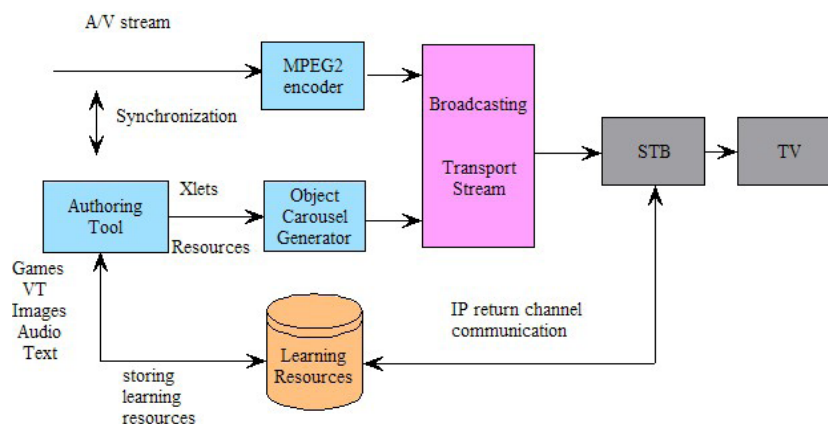 A/V stream
MPEG2
encoder
Broadcasting
Transport
Stream
Synchronization
STB
TV
Authoring
Tool
Xlets
Resources
Object
Carousel
Generator
Games
VT
Images
Audio
Text
IP return channel
communication
Learning
Resources
storing
learning
resources